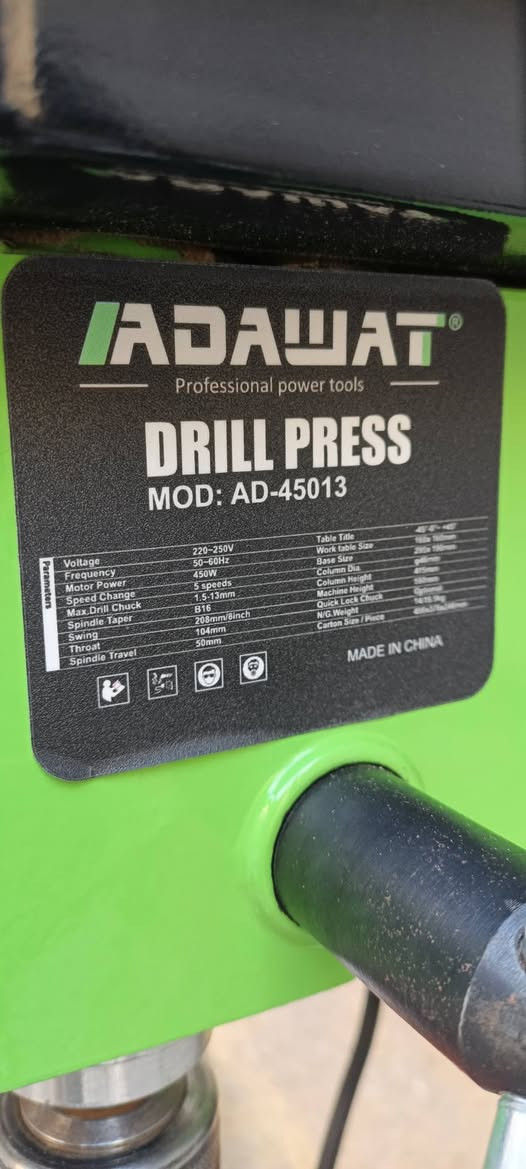 ADAWAT®
Professional power tools
DRILL PRESS
MOD: AD-45013
Parameters
Voltage 220~250V
Frequency 50~60Hz
Motor Power 450W
Speed Change 5 speeds
Max.Drill Chuck 1.5-13mm
Spindle Taper B16
Swing 208mm/8inch
Throat 104mm
Spindle Travel 50mm
Table Title
Work table Size
Base Size
Column Dia.
Column Height
Machine Height
Quick Lock Chuck
N/G.Weight
Carton Size / Piece
MADE IN CHINA